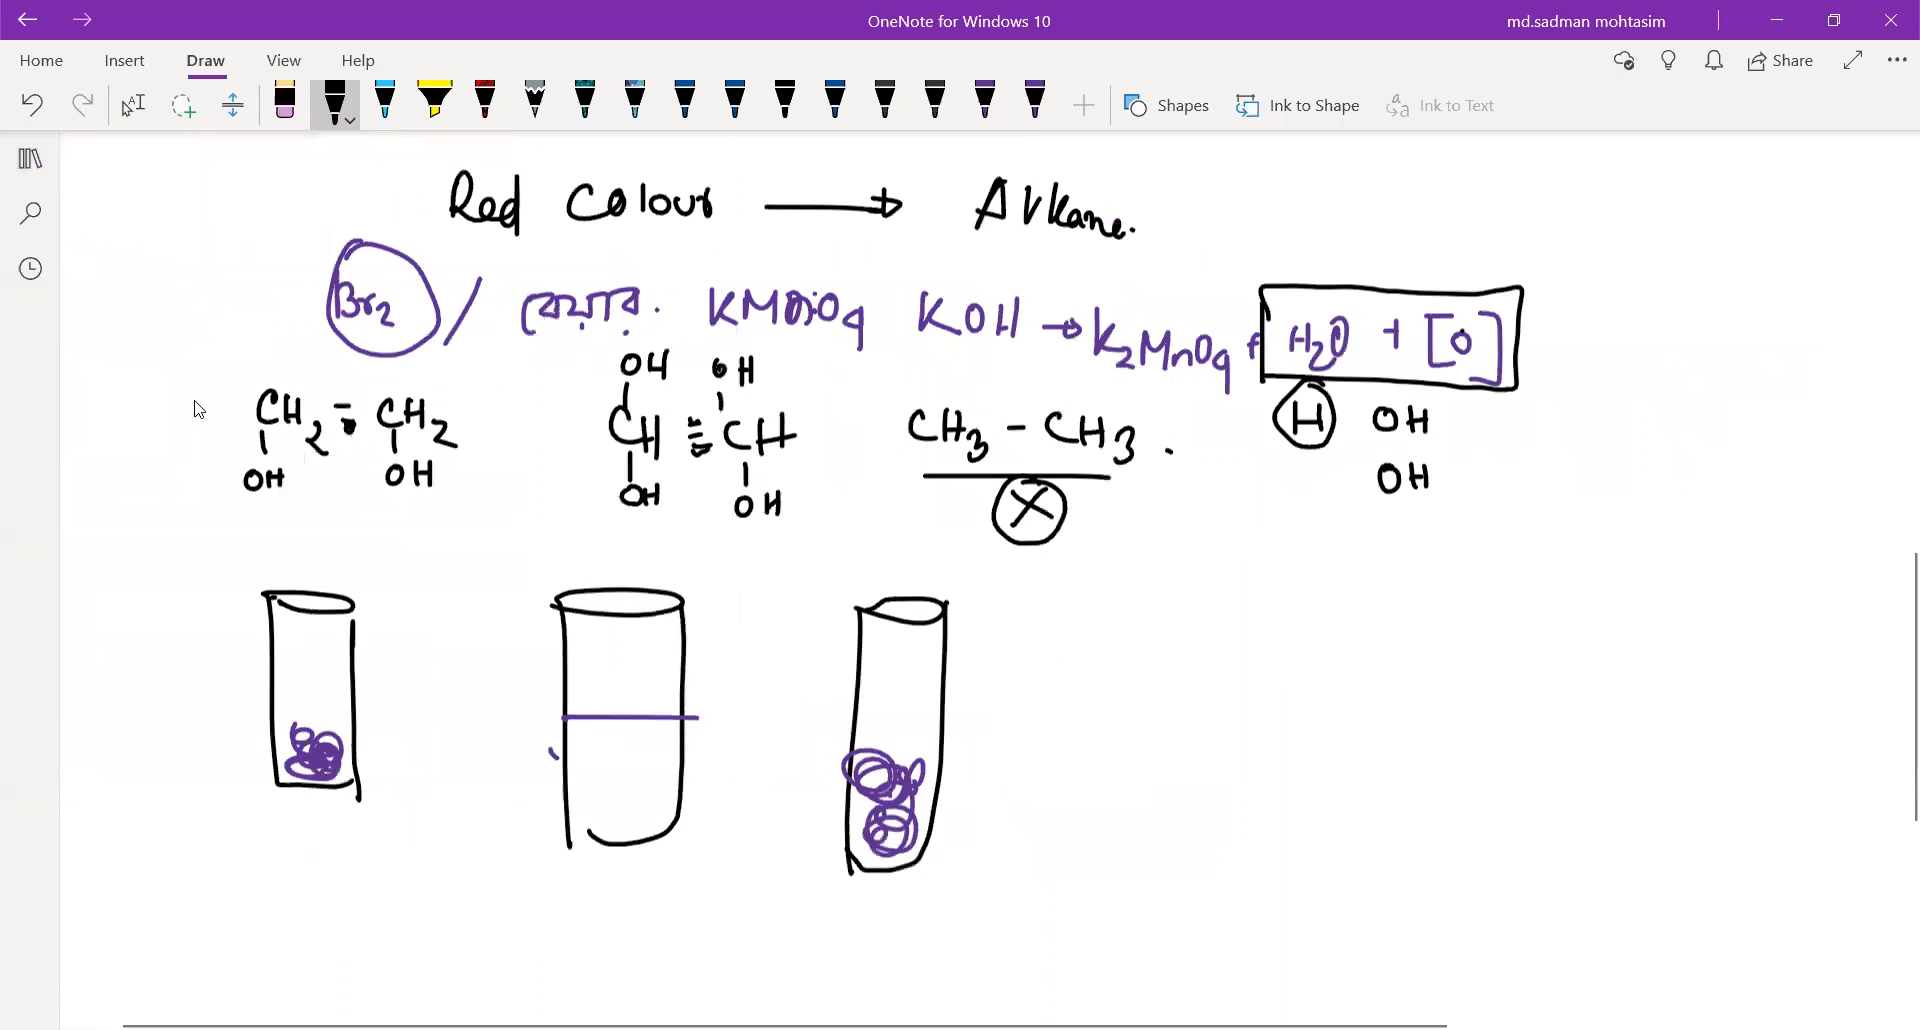 OneNote for Windows 10
md.sadman mohtasim
Home Insert Draw View Help
Share
Shapes Ink to Shape Ink to Text
Red Colour → Alkane.
Br2 / KMnO4 KOH → K2MnO4 + H2O + [O]
OH OH
CH2 = CH2 CH ≡ CH CH3 - CH3 . H OH
OH OH OH OH X OH